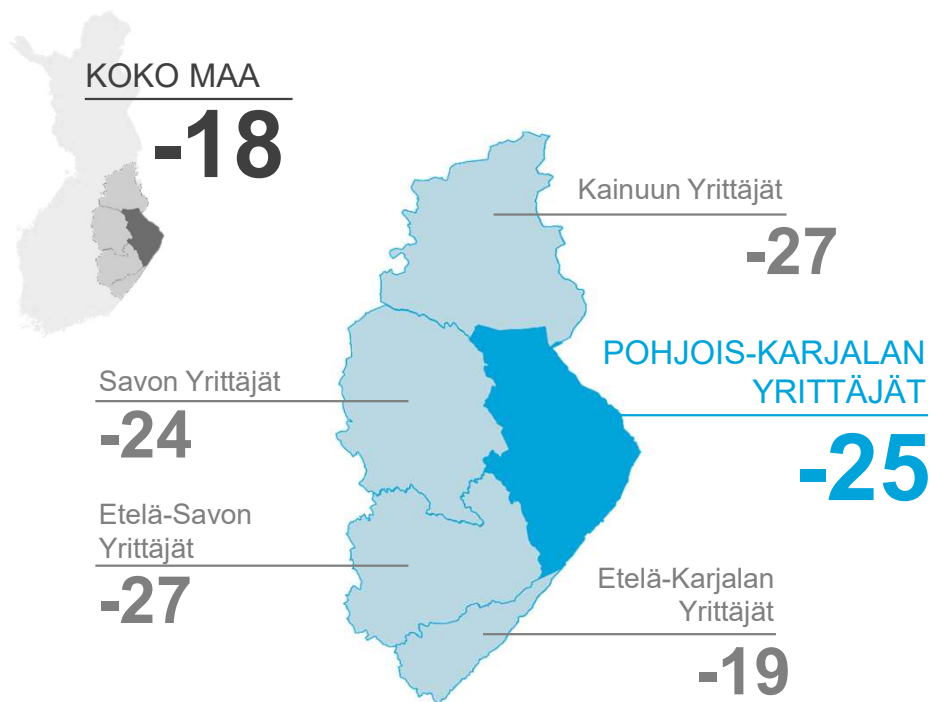 KOKO MAA
-18
Kainuun Yrittäjät
-27
POHJOIS-KARJALAN
YRITTÄJÄT
-25
Savon Yrittäjät
-24
Etelä-Savon
Yrittäjät
-27
Etelä-Karjalan
Yrittäjät
-19